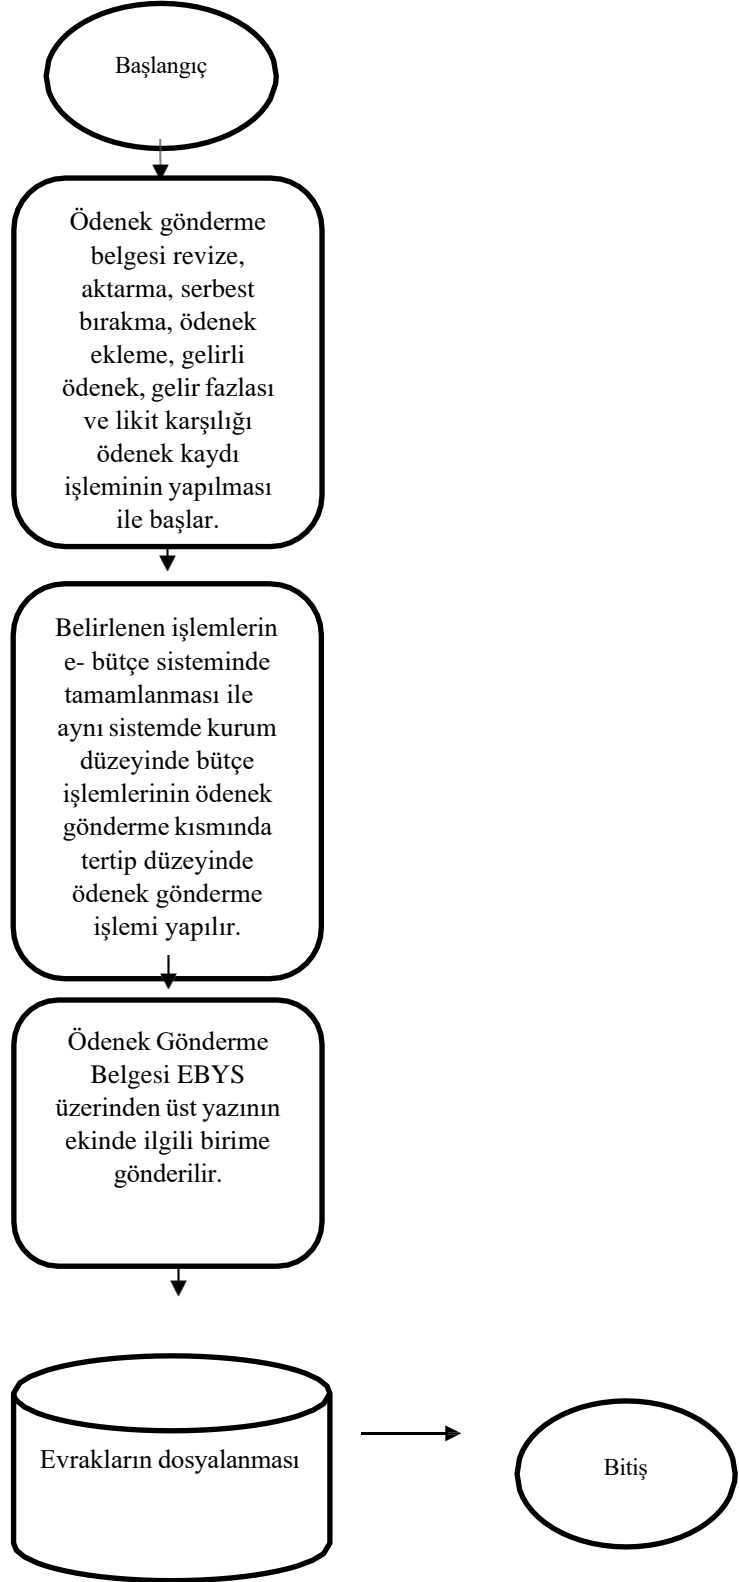 Başlangıç
Ödenek gönderme
belgesi revize,
aktarma, serbest
bırakma, ödenek
ekleme, gelirli
ödenek, gelir fazlası
ve likit karşılığı
ödenek kaydı
işleminin yapılması
ile başlar.
Belirlenen işlemlerin
e- bütçe sisteminde
tamamlanması ile
aynı sistemde kurum
düzeyinde bütçe
işlemlerinin ödenek
gönderme kısmında
tertip düzeyinde
ödenek gönderme
işlemi yapılır.
Ödenek Gönderme
Belgesi EBYS
üzerinden üst yazının
ekinde ilgili birime
gönderilir.
Evrakların dosyalanması
Bitiş